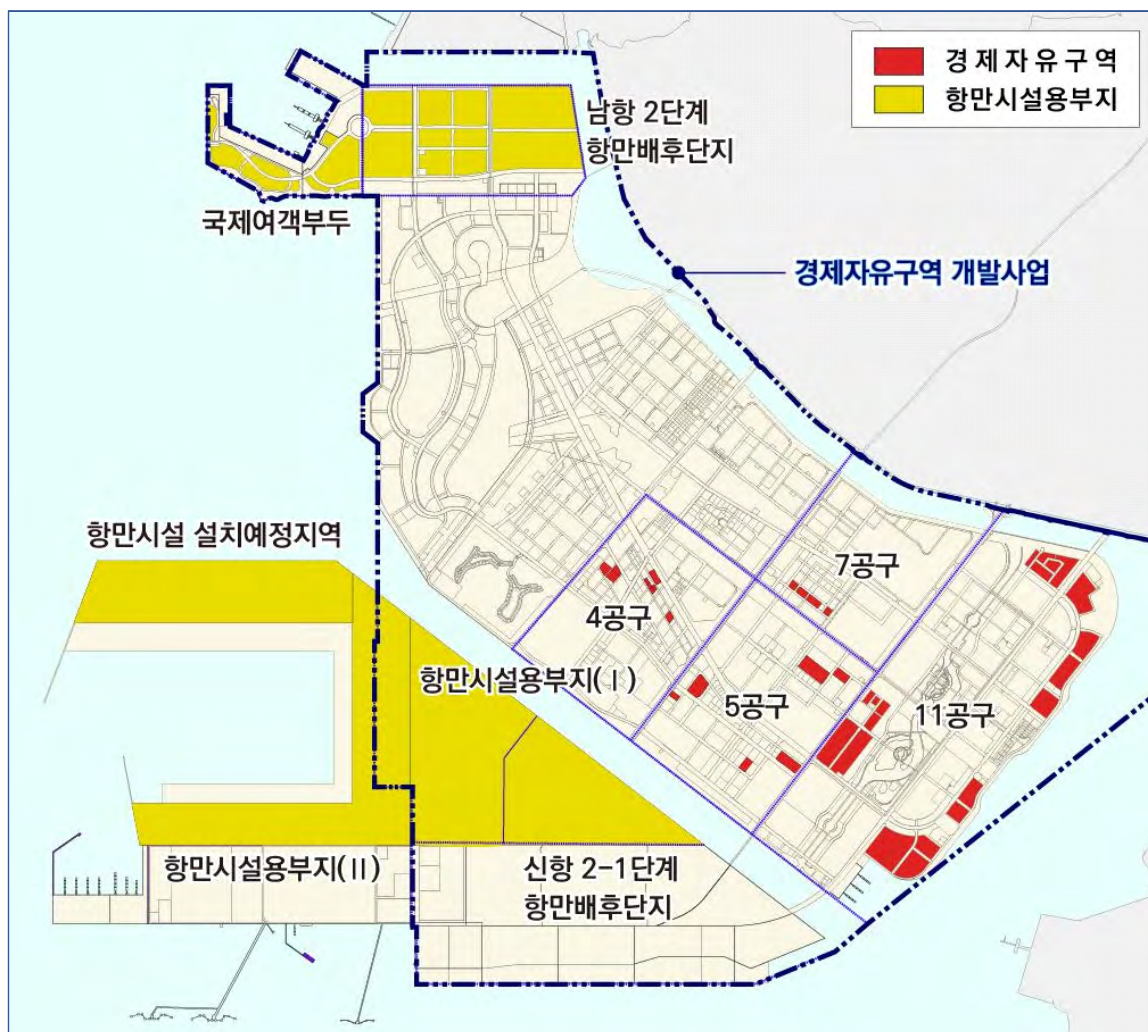 경제자유구역
항만시설용부지
남항 2단계
항만배후단지
국제여객부두
경제자유구역 개발사업
항만시설 설치예정지역
7공구
4공구
항만시설용부지(Ⅰ)
5공구
11공구
항만시설용부지(II)
신항 2-1단계
항만배후단지